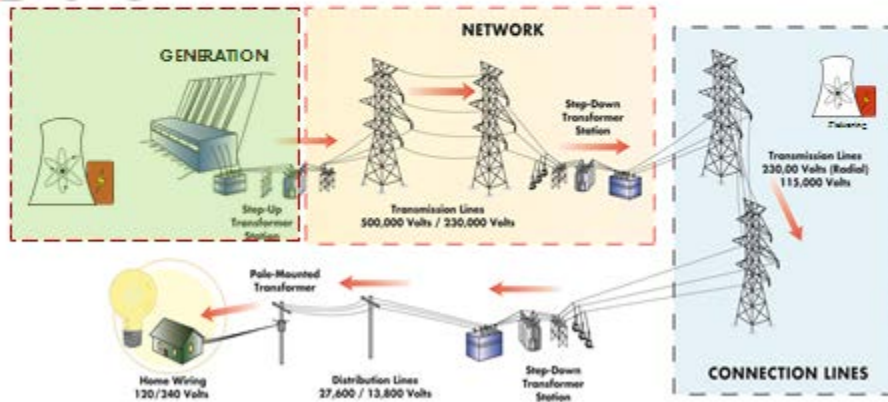 GENERATION
Step-Up
Transformer
Station
NETWORK
Transmission Lines
500,000 Volts / 230,000 Volts
Step-Down
Transformer
Station
Transmission Lines
230,00 Volts (Radial)
115,000 Volts
CONNECTION LINES
Step-Down
Transformer
Station
Distribution Lines
27,600 / 13,800 Volts
Pole-Mounted
Transformer
Home Wiring
120/240 Volts